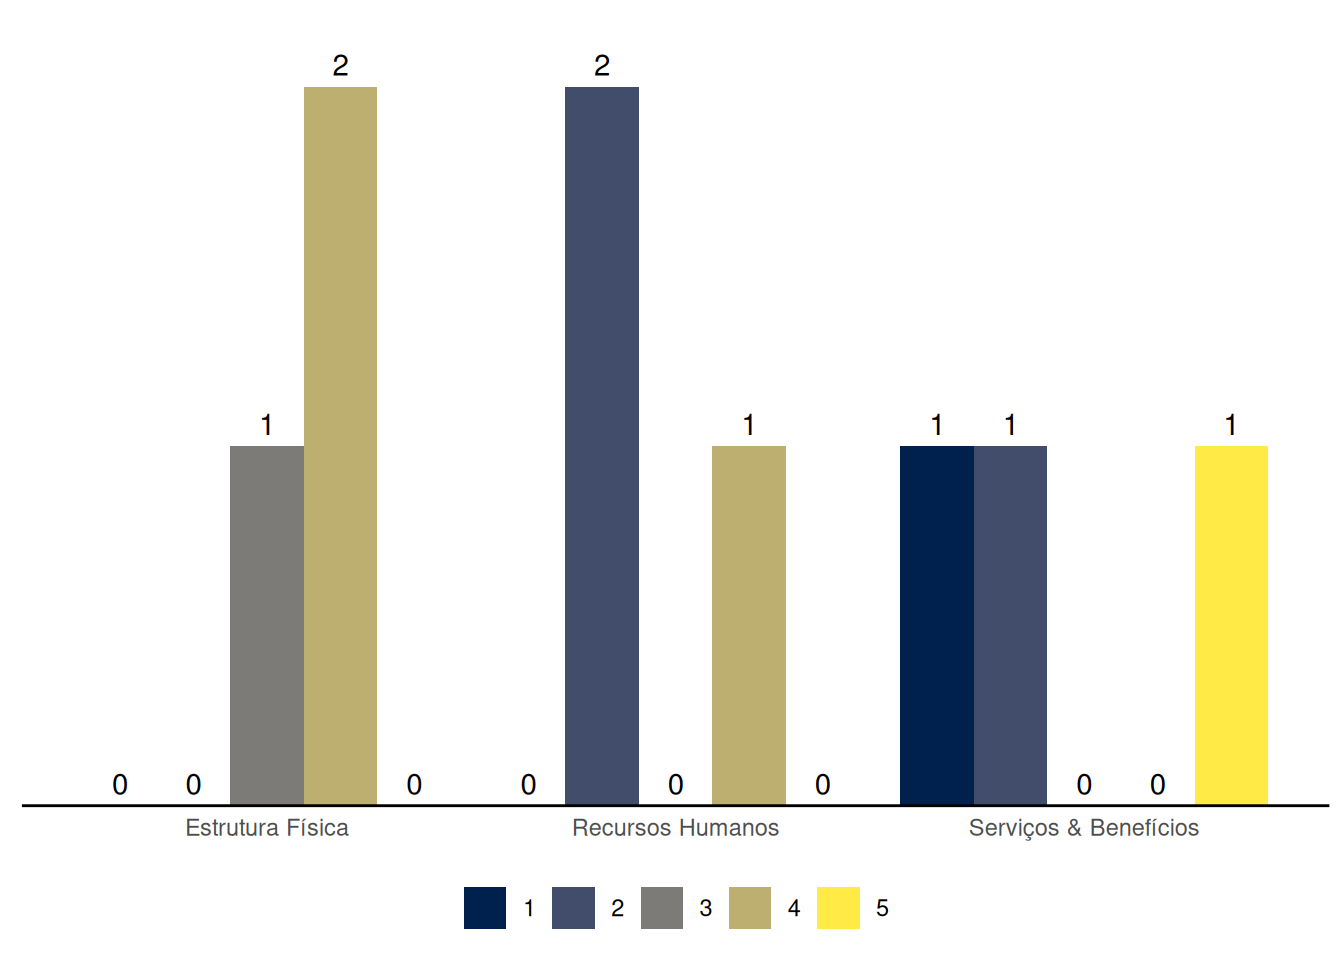 2 2
1 1 1 1 1
0 0 0 0 0 0 0 0
Estrutura Física Recursos Humanos Serviços & Benefícios
1 2 3 4 5